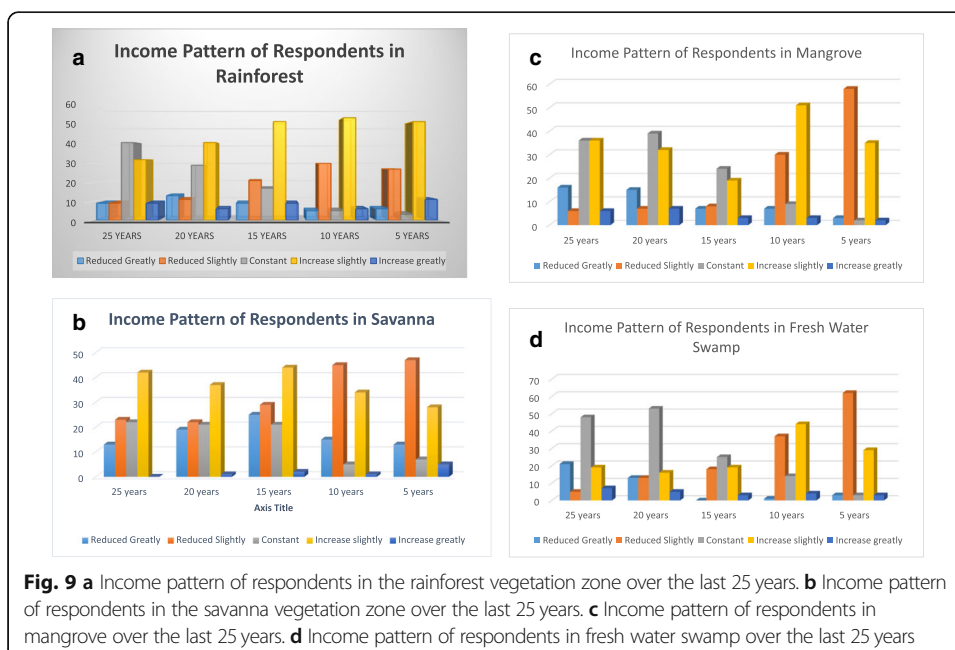 a
Income Pattern of Respondents in
Rainforest
60
50
40
30
20
10
0
25 YEARS 20 YEARS 15 YEARS 10 YEARS 5 YEARS
Reduced Greatly Reduced Slightly Constant Increase slightly Increase greatly
b
Income Pattern of Respondents in Savanna
50
40
30
20
10
0
25 years 20 years 15 years 10 years 5 years
Axis Title
Reduced Greatly Reduced Slightly Constant Increase slightly Increase greatly
c
Income Pattern of Respondents in Mangrove
60
50
40
30
20
10
0
25 years 20 years 15 years 10 years 5 years
Reduced Greatly Reduced Slightly Constant Increase slightly Increase greatly
d
Income Pattern of Respondents in Fresh Water
Swamp
70
60
50
40
30
20
10
0
25 years 20 years 15 years 10 years 5 years
Reduced Greatly Reduced Slightly Constant Increase slightly Increase greatly
Fig. 9 a Income pattern of respondents in the rainforest vegetation zone over the last 25 years. b Income pattern
of respondents in the savanna vegetation zone over the last 25 years. c Income pattern of respondents in
mangrove over the last 25 years. d Income pattern of respondents in fresh water swamp over the last 25 years